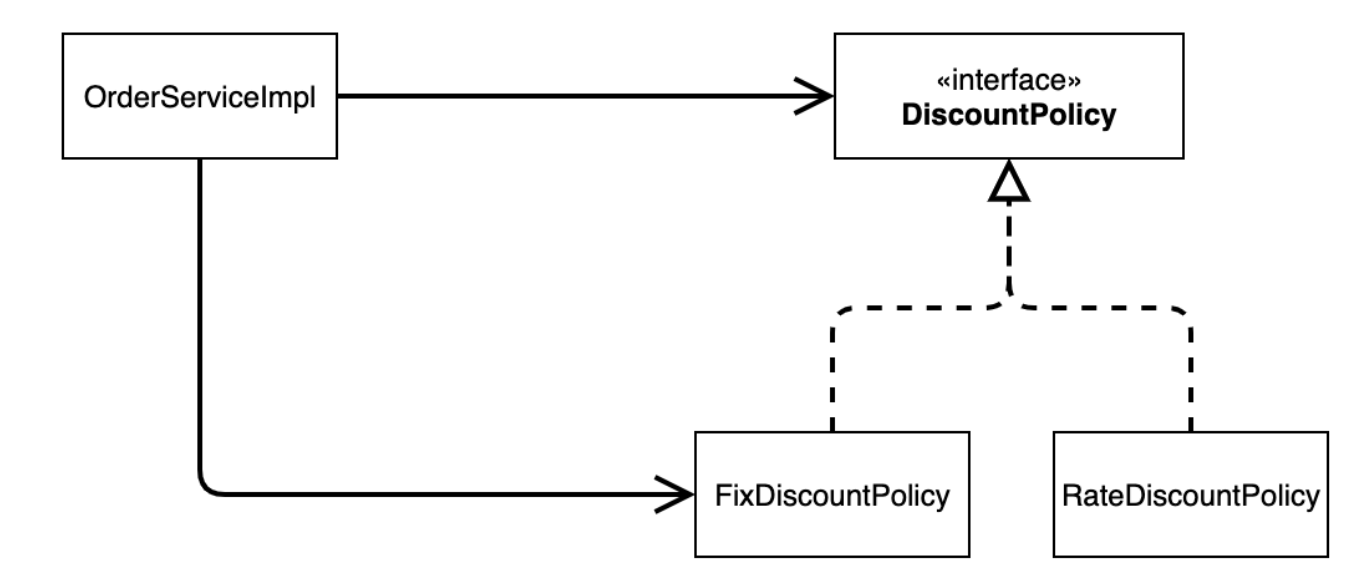 OrderServiceImpl
«interface»
DiscountPolicy
FixDiscountPolicy
RateDiscountPolicy